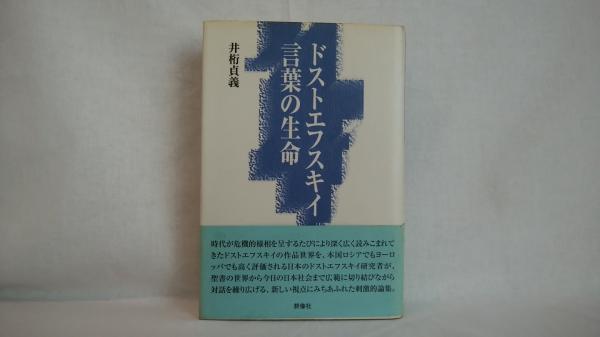 ドストエフスキイ
言葉の生命
井桁貞義
時代が危機的様相を呈するたびにより深く広く読みこまれて
きたドストエフスキイの作品世界を、本国ロシアでもヨーロ
ッパでも高く評価される日本のドストエフスキイ研究者が、
聖書の世界から今日の日本社会まで広範に切り結びながら
対話を繰り広げる、新しい視点にみちあふれた刺激的論集。
群像社